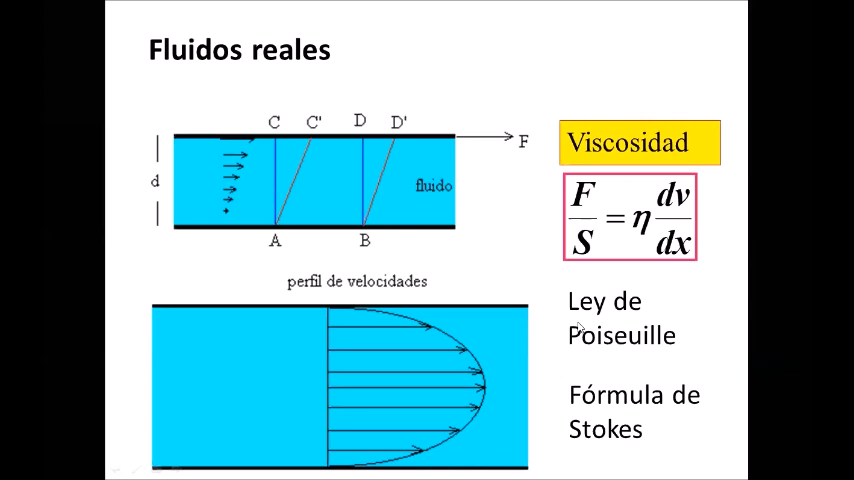 Fluidos reales
C C' D D'
F
d
fluido
A B
perfil de velocidades
Viscosidad
F/S = η dv/dx
Ley de
Poiseuille
Fórmula de
Stokes